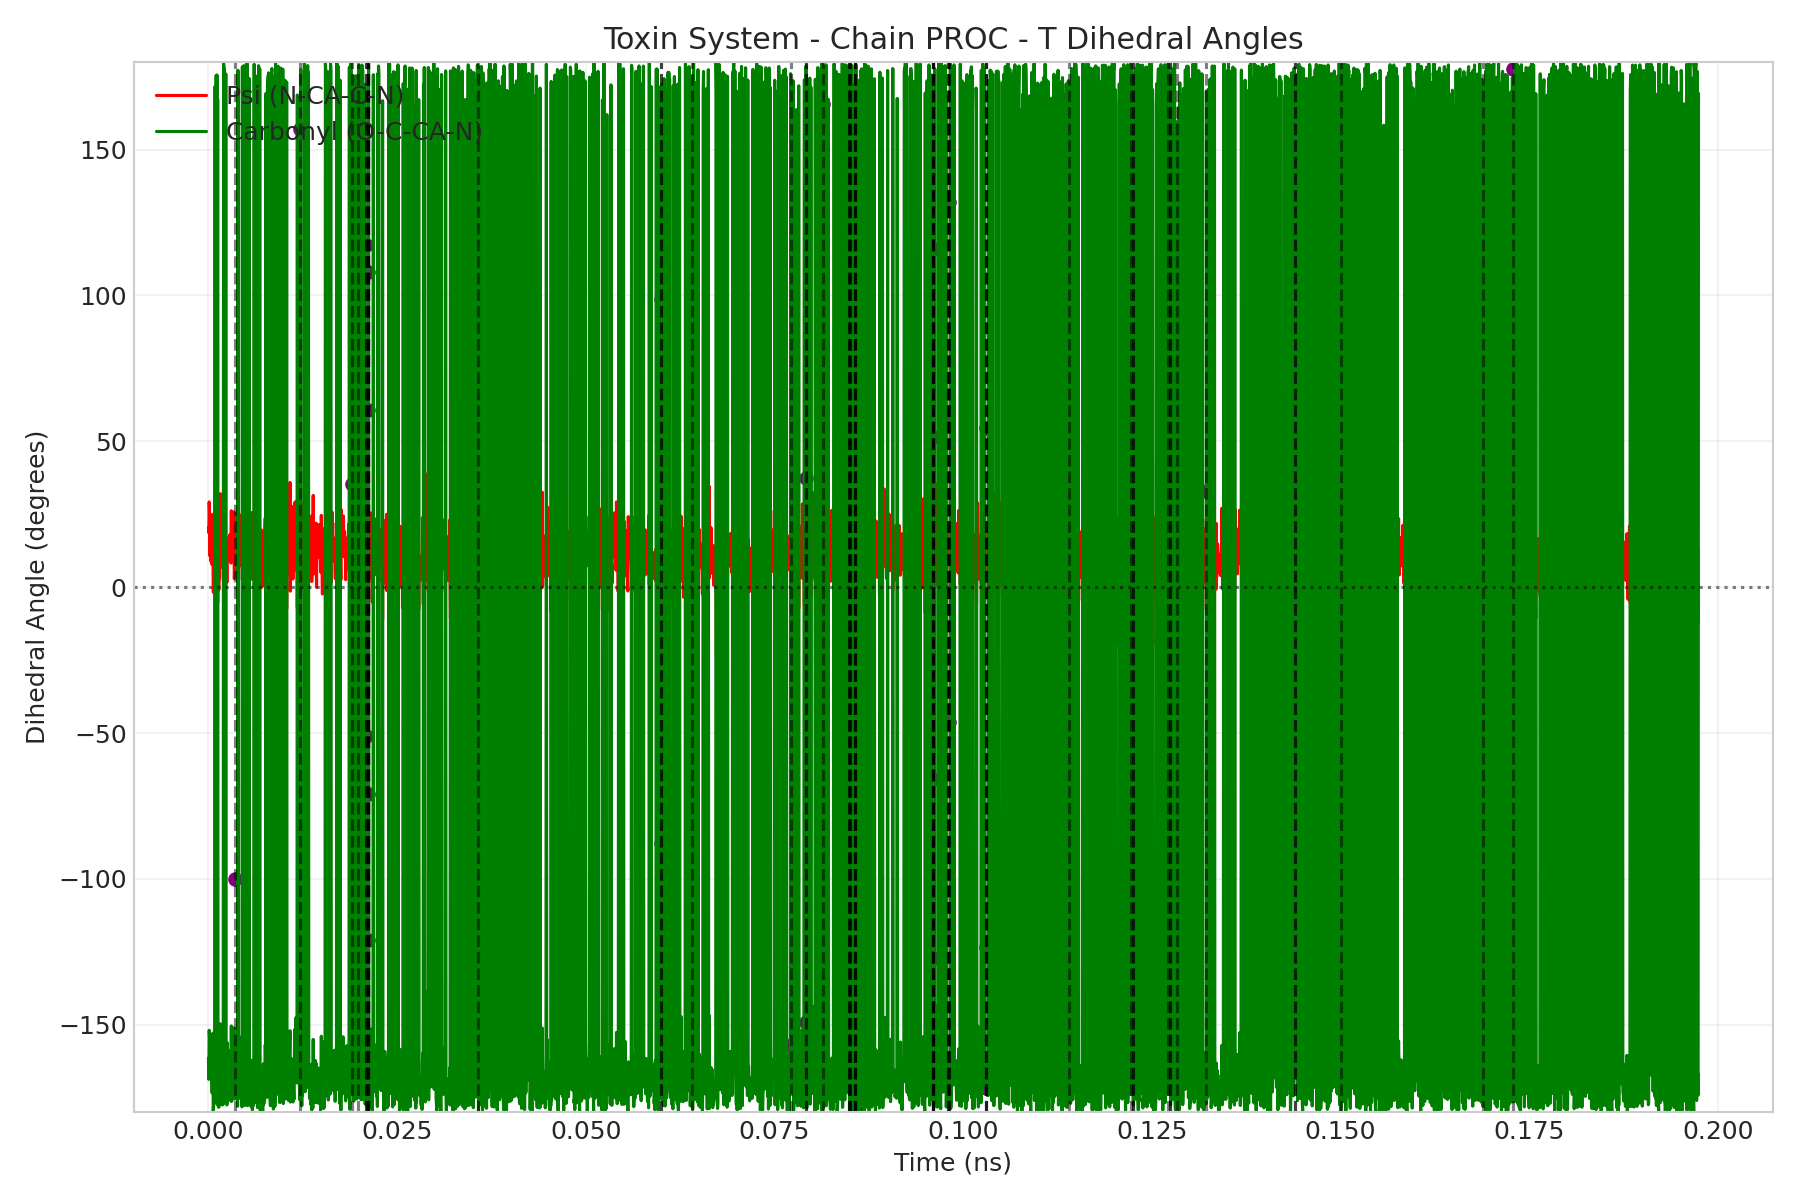 Toxin System - Chain PROC - T Dihedral Angles
Psi (N-CA-C-N)
Carbonyl (O-C-CA-N)
150
100
50
0
−50
−100
−150
Dihedral Angle (degrees)
0.000 0.025 0.050 0.075 0.100 0.125 0.150 0.175 0.200
Time (ns)